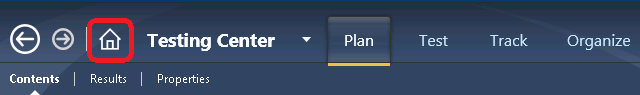 Testing Center Plan Test Track Organize
Contents Results Properties